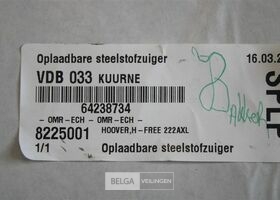 Oplaadbare steelstofzuiger
16.03.2
VDB 033 KUURNE
64238734
- OMR-ECH - - OMR-ECH -
8225001
HOOVER,H-FREE 222AXL
1/1 Oplaadbare steelstofzuiger
BELGA VEILINGEN